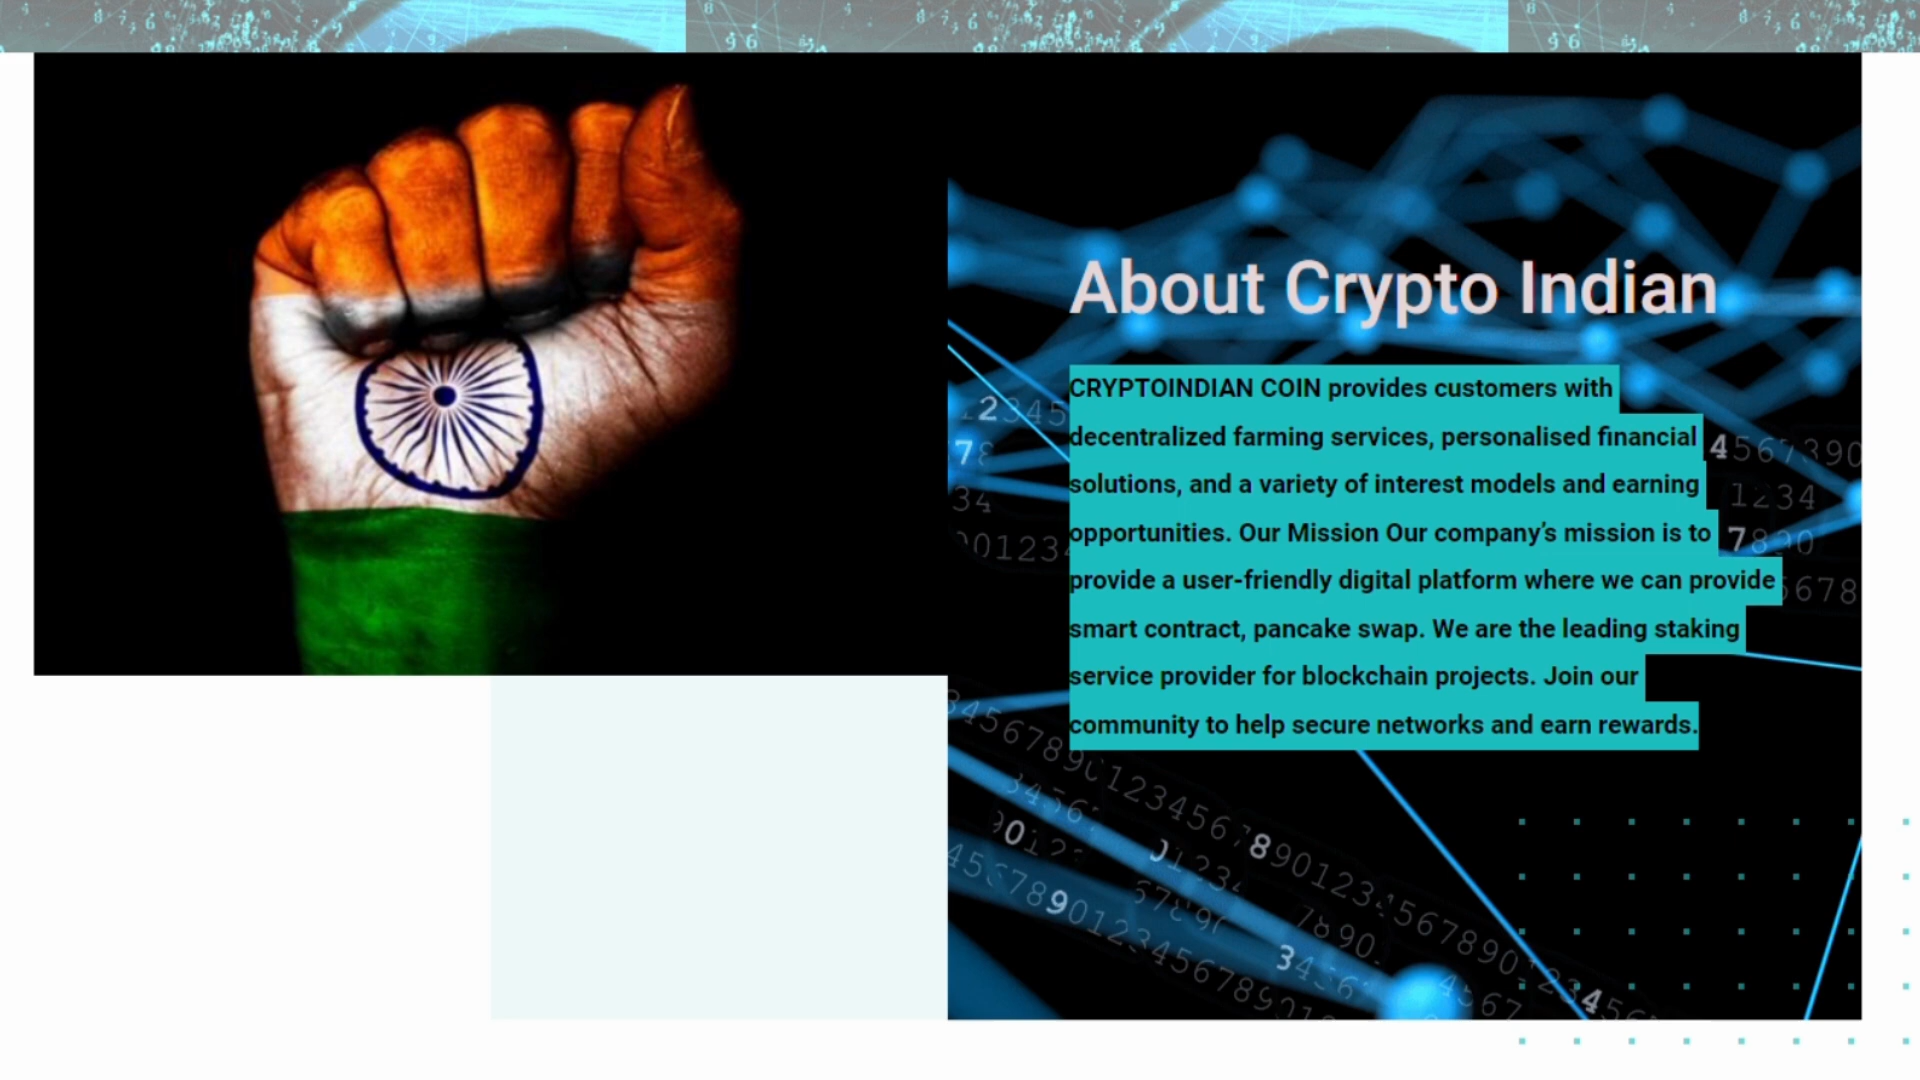 About Crypto Indian
CRYPTOINDIAN COIN provides customers with
decentralized farming services, personalised financial
solutions, and a variety of interest models and earning
opportunities. Our Mission Our company’s mission is to
provide a user-friendly digital platform where we can provide
smart contract, pancake swap. We are the leading staking
service provider for blockchain projects. Join our
community to help secure networks and earn rewards.